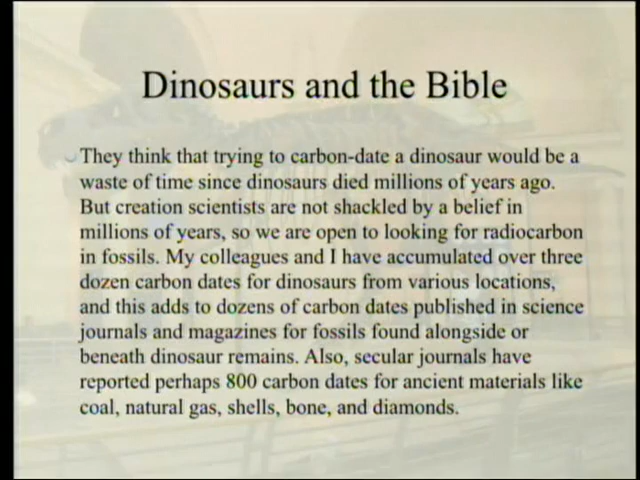 Dinosaurs and the Bible
They think that trying to carbon-date a dinosaur would be a
waste of time since dinosaurs died millions of years ago.
But creation scientists are not shackled by a belief in
millions of years, so we are open to looking for radiocarbon
in fossils. My colleagues and I have accumulated over three
dozen carbon dates for dinosaurs from various locations,
and this adds to dozens of carbon dates published in science
journals and magazines for fossils found alongside or
beneath dinosaur remains. Also, secular journals have
reported perhaps 800 carbon dates for ancient materials like
coal, natural gas, shells, bone, and diamonds.